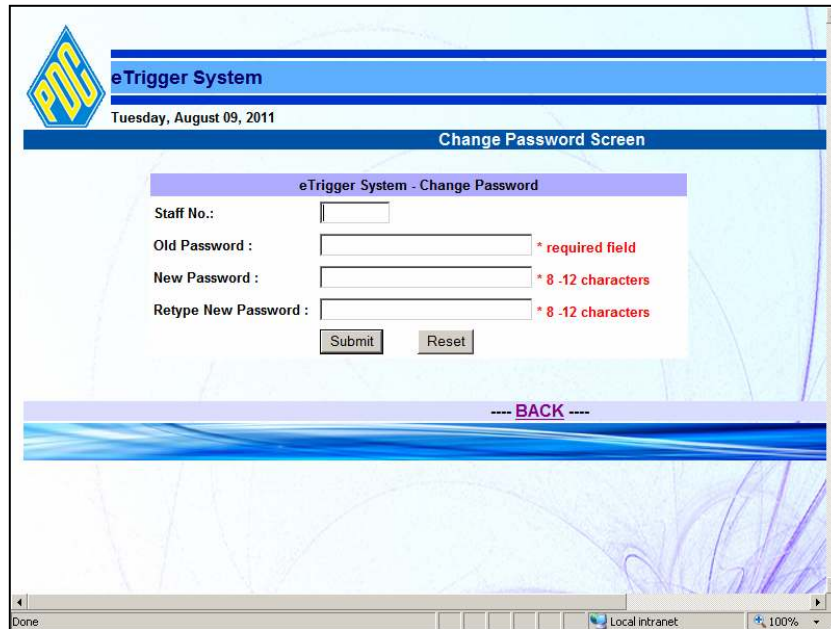 PDC
eTrigger System
Tuesday, August 09, 2011
Change Password Screen
eTrigger System - Change Password
Staff No.:
Old Password : * required field
New Password : * 8 -12 characters
Retype New Password : * 8 -12 characters
Submit Reset
---- BACK ----
Done Local intranet 100%